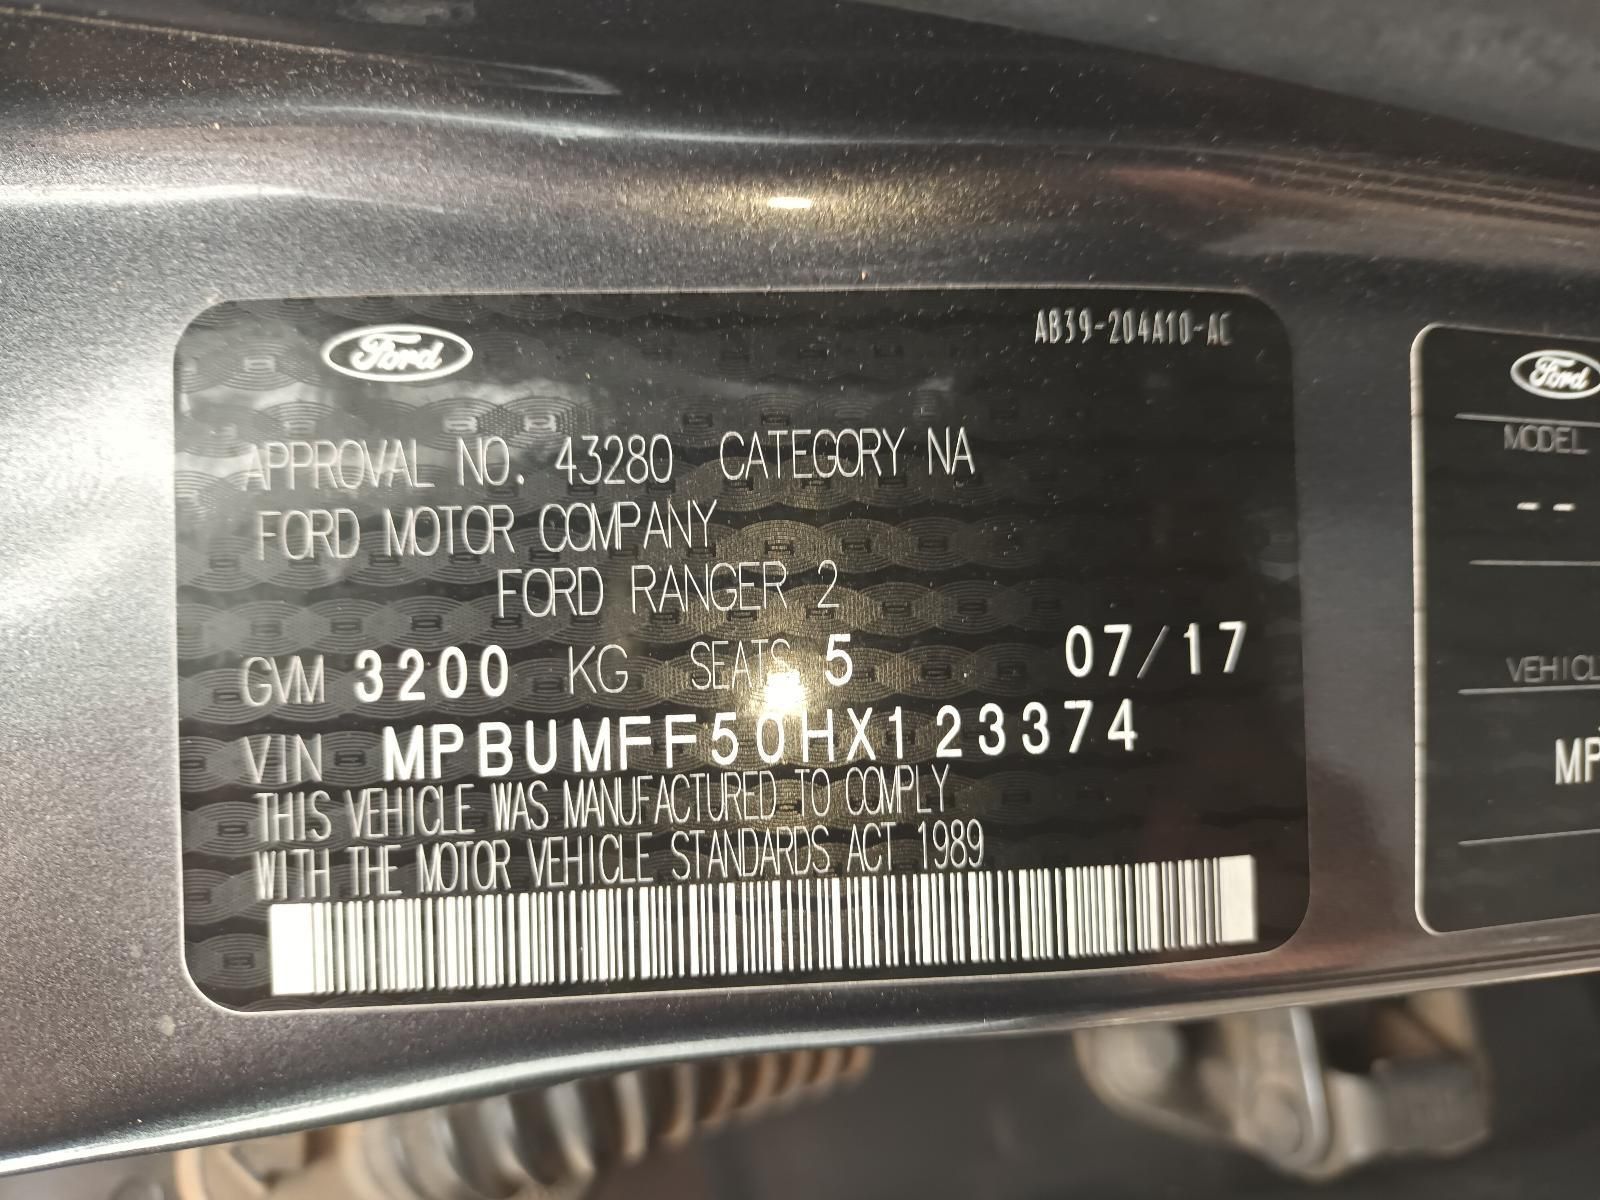 Ford
AB39-204A10-AC
APPROVAL NO. 43280 CATEGORY NA
FORD MOTOR COMPANY
FORD RANGER 2
GVM 3200 KG SEATS 5 07/17
VIN MPBUMFF50HX123374
THIS VEHICLE WAS MANUFACTURED TO COMPLY
WITH THE MOTOR VEHICLE STANDARDS ACT 1989
Ford
MODEL
--
VEHICL
MP